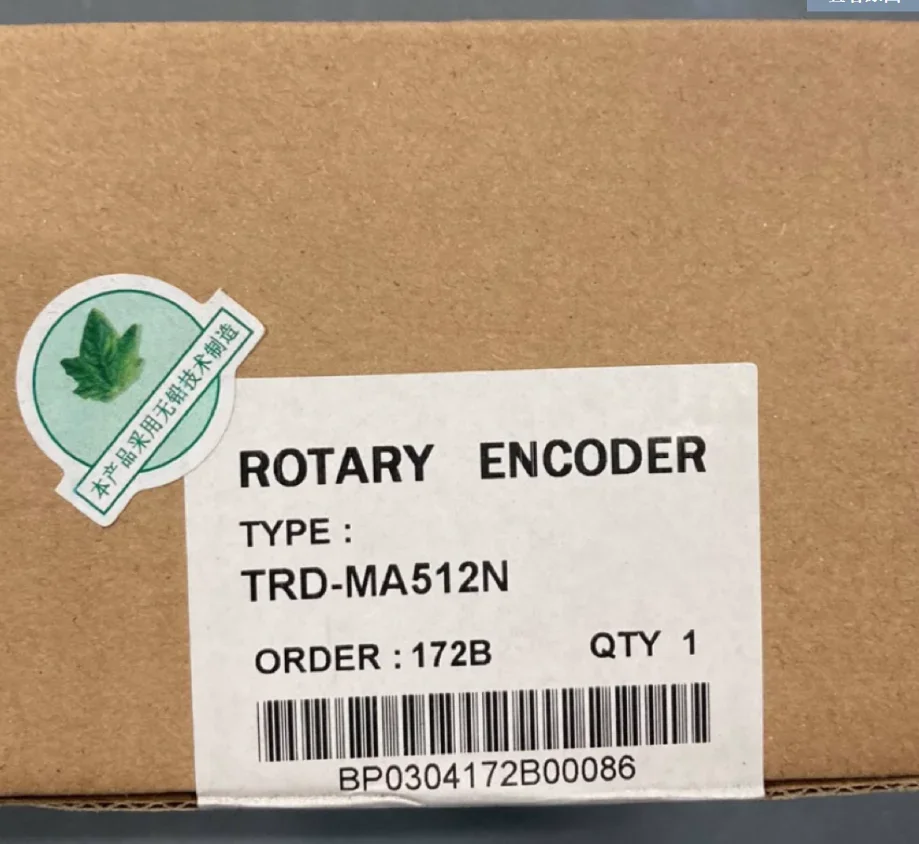 本产品采用无铅技术制造
ROTARY ENCODER
TYPE :
TRD-MA512N
ORDER : 172B QTY 1
BP0304172B00086